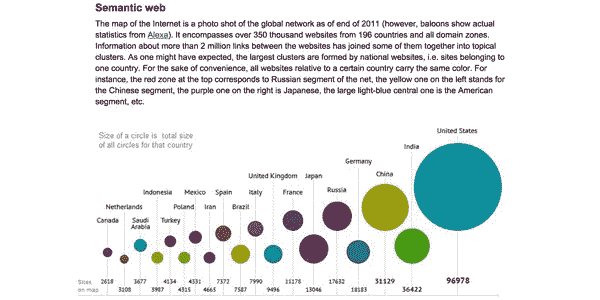 Semantic web
The map of the Internet is a photo shot of the global network as of end of 2011 (however, baloons show actual
statistics from Alexa). It encompasses over 350 thousand websites from 196 countries and all domain zones.
Information about more than 2 million links between the websites has joined some of them together into topical
clusters. As one might have expected, the largest clusters are formed by national websites, i.e. sites belonging to
one country. For the sake of convenience, all websites relative to a certain country carry the same color. For
instance, the red zone at the top corresponds to Russian segment of the net, the yellow one on the left stands for
the Chinese segment, the purple one on the right is Japanese, the large light-blue central one is the American
segment, etc.
Size of a circle is total size
of all circles for that country
United States
India
Germany
China
United Kingdom Japan
Russia
Indonesia Mexico Spain Italy France
Netherlands Poland Iran Brazil
Canada Saudi Turkey
Arabia
Sites 2618 3677 4134 4331 7372 7990 11176 17632 31129 96978
on map 3108 3987 4315 4665 7387 9496 13046 18183 36422